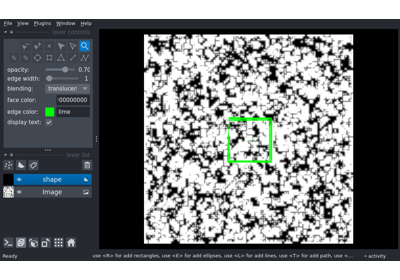 File View Plugins Window Help
layer controls
opacity: 0.70
edge width: 1
blending: translucen
face color: 00000000
edge color: lime
display text:
layer list
shape
Image
Ready
use <R> for add rectangles, use <E> for add ellipses, use <L> for add lines, use <T> for add path, use <...
activity